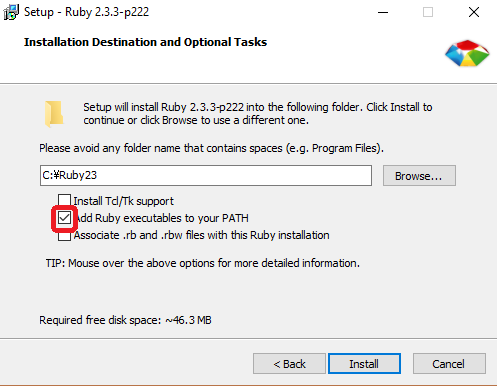 Setup - Ruby 2.3.3-p222
Installation Destination and Optional Tasks
Setup will install Ruby 2.3.3-p222 into the following folder. Click Install to
continue or click Browse to use a different one.
Please avoid any folder name that contains spaces (e.g. Program Files).
C:¥Ruby23
Browse...
Install Tcl/Tk support
Add Ruby executables to your PATH
Associate .rb and .rbw files with this Ruby installation
TIP: Mouse over the above options for more detailed information.
Required free disk space: ~46.3 MB
< Back
Install
Cancel